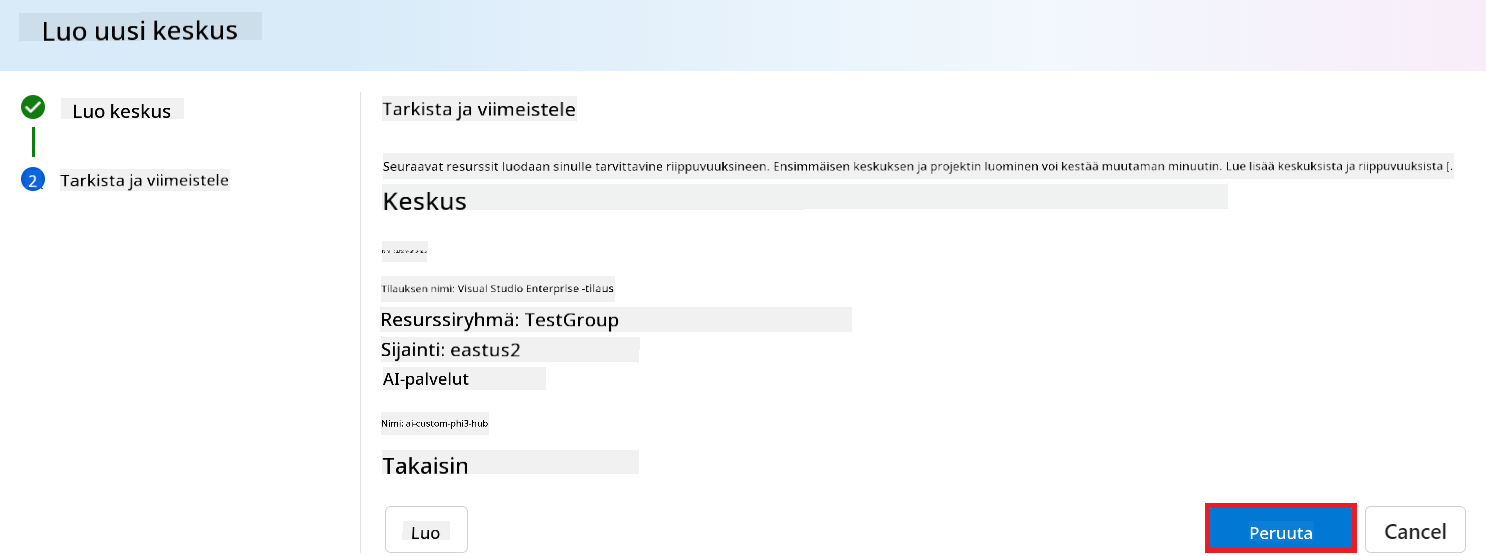 Luo uusi keskus
Luo keskus
2 Tarkista ja viimeistele
Tarkista ja viimeistele
Seuraavat resurssit luodaan sinulle tarvittavine riippuvuuksineen. Ensimmäisen keskuksen ja projektin luominen voi kestää muutaman minuutin. Lue lisää keskuksista ja riippuvuuksista [.
Keskus
Tilauksen nimi: Visual Studio Enterprise -tilaus
Resurssiryhmä: TestGroup
Sijainti: eastus2
AI-palvelut
Nimi: ai-custom-phi3-hub
Takaisin
Luo
Peruuta
Cancel